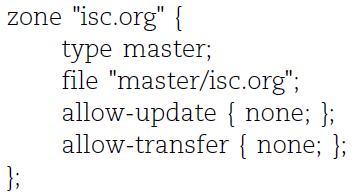 zone "isc.org" {
type master;
file "master/isc.org";
allow-update { none; };
allow-transfer { none; };
};